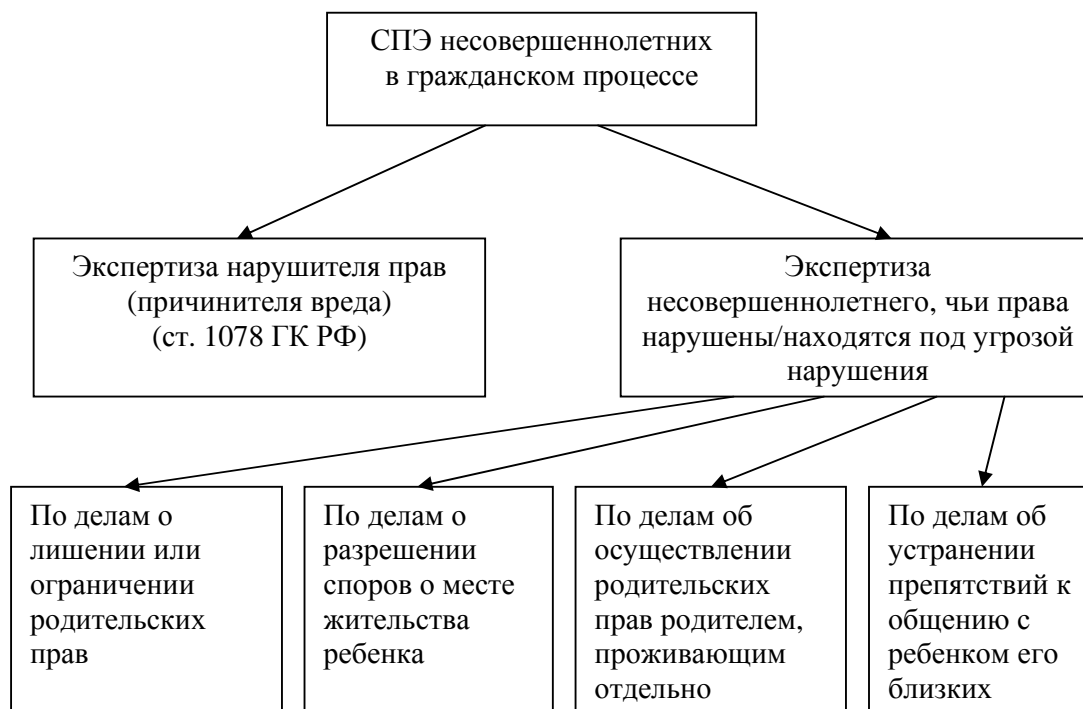 СПЭ несовершеннолетних
в гражданском процессе
Экспертиза нарушителя прав
(причинителя вреда)
(ст. 1078 ГК РФ)
Экспертиза
несовершеннолетнего, чьи права
нарушены/находятся под угрозой
нарушения
По делам о
лишении или
ограничении
родительских
прав
По делам о
разрешении
споров о месте
жительства
ребенка
По делам об
осуществлении
родительских
прав родителем,
проживающим
отдельно
По делам об
устранении
препятствий к
общению с
ребенком его
близких